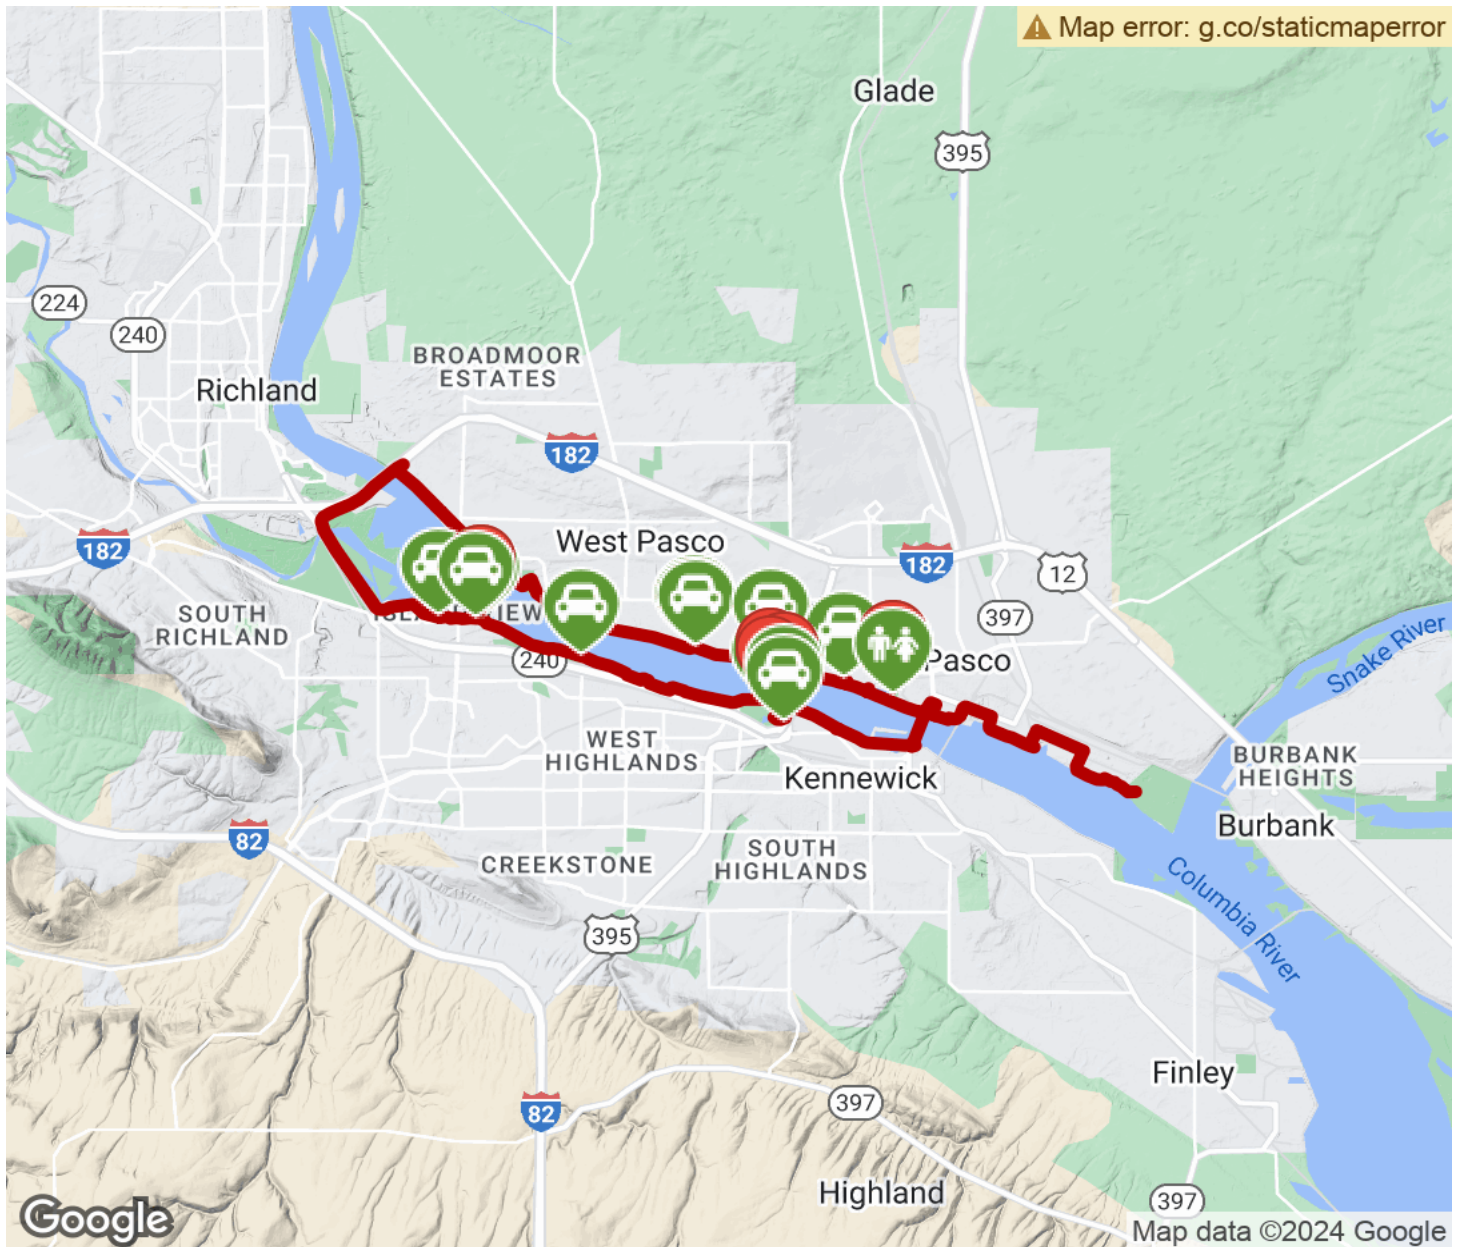 Map error: g.co/staticmaperror
Glade
395
224
240
BROADMOOR
ESTATES
Richland
182
West Pasco
182
182
12
397
SOUTH
RICHLAND
240
Pasco
Snake River
WEST
HIGHLANDS
Kennewick
BURBANK
HEIGHTS
Burbank
82
CREEKSTONE
SOUTH
HIGHLANDS
Columbia River
395
Finley
82
397
Highland
397
Google
Map data ©2024 Google